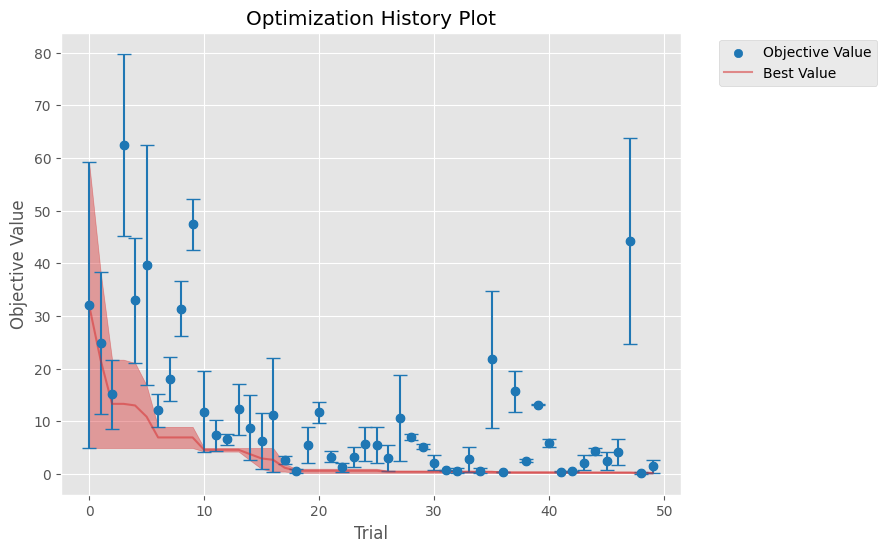 Optimization History Plot
Objective Value
Best Value
Objective Value
80
70
60
50
40
30
20
10
0
0 10 20 30 40 50
Trial